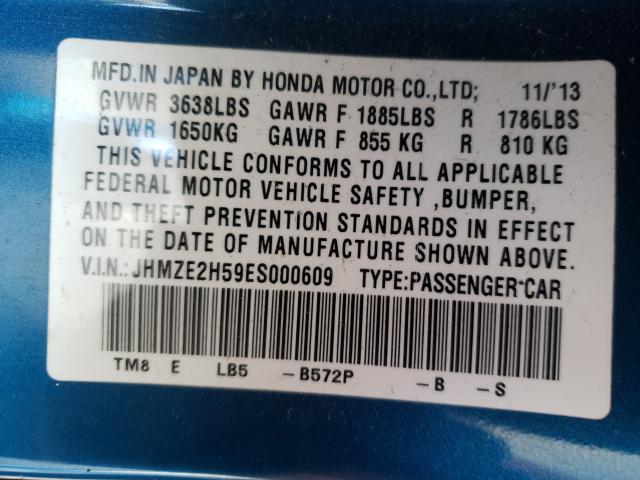 MFD.IN JAPAN BY HONDA MOTOR CO.,LTD; 11/'13
GVWR 3638LBS GAWR F 1885LBS R 1786LBS
GVWR 1650KG GAWR F 855 KG R 810 KG
THIS VEHICLE CONFORMS TO ALL APPLICABLE
FEDERAL MOTOR VEHICLE SAFETY ,BUMPER,
AND THEFT PREVENTION STANDARDS IN EFFECT
ON THE DATE OF MANUFACTURE SHOWN ABOVE.
V.I.N.:JHMZE2H59ES000609 TYPE:PASSENGER CAR
TM8 E LB5 -B572P -B -S